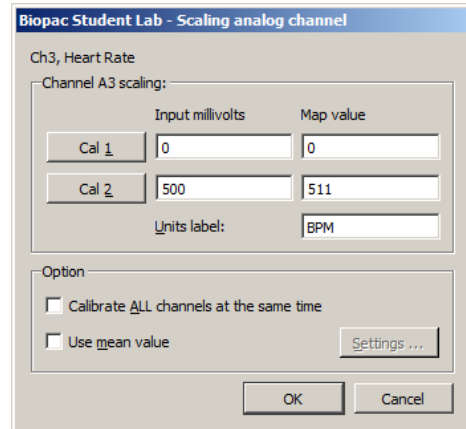 Biopac Student Lab - Scaling analog channel
Ch3, Heart Rate
Channel A3 scaling:
Input millivolts Map value
Cal 1 0 0
Cal 2 500 511
Units label: BPM
Option
Calibrate ALL channels at the same time
Use mean value Settings ...
OK Cancel